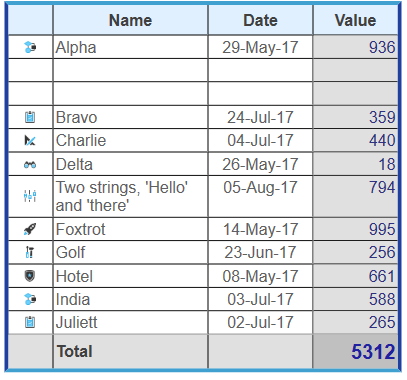 Name Date Value
Alpha 29-May-17 936
Bravo 24-Jul-17 359
Charlie 04-Jul-17 440
Delta 26-May-17 18
Two strings, 'Hello' 05-Aug-17 794
and 'there'
Foxtrot 14-May-17 995
Golf 23-Jun-17 256
Hotel 08-May-17 661
India 03-Jul-17 588
Juliett 02-Jul-17 265
Total 5312